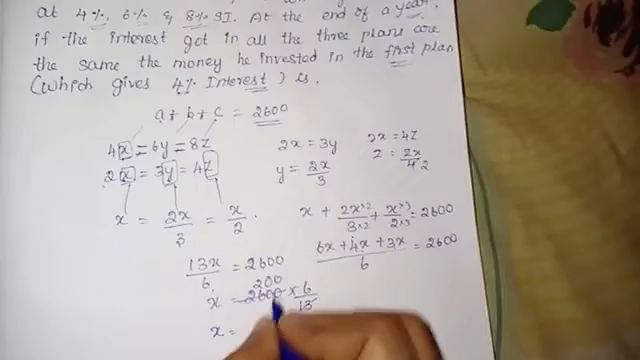 at 4%, 6% & 8% SI. At the end of a year,
if the interest got in all the three plans are
the same the money he invested in the first plan
(which gives 4% Interest) is.
a + b + c = 2600
4x = 6y = 8z
2x = 3y = 4z
x = 2x/3 = x/2 .
13x/6 = 2600
200
x = 2600 × 6/13
x =
2x = 3y
y = 2x/3
2x = 4z
z = 2x/4 2
x + 2x×2/3×2 + x×3/2×3 = 2600
6x + 4x + 3x/6 = 2600